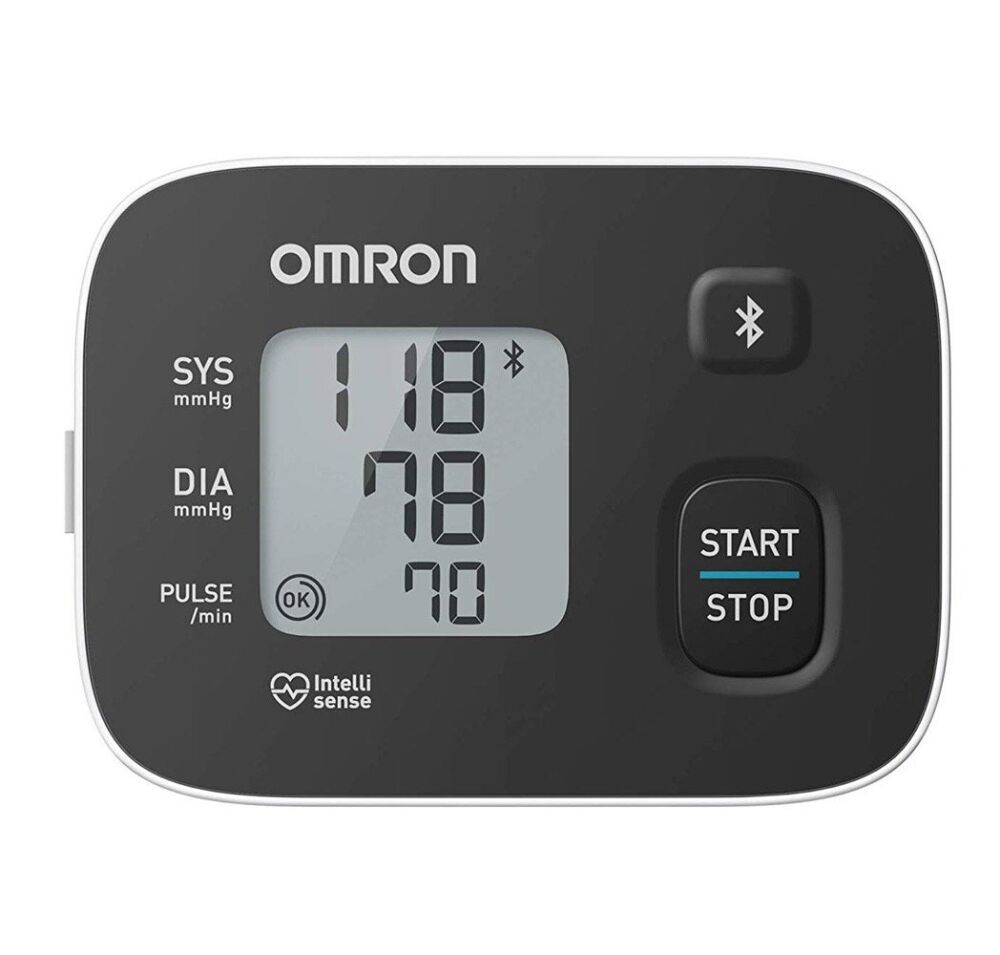 OMRON
SYS
mmHg
118
DIA
mmHg
78
PULSE
/min
OK
70
Intelli
sense
START
STOP